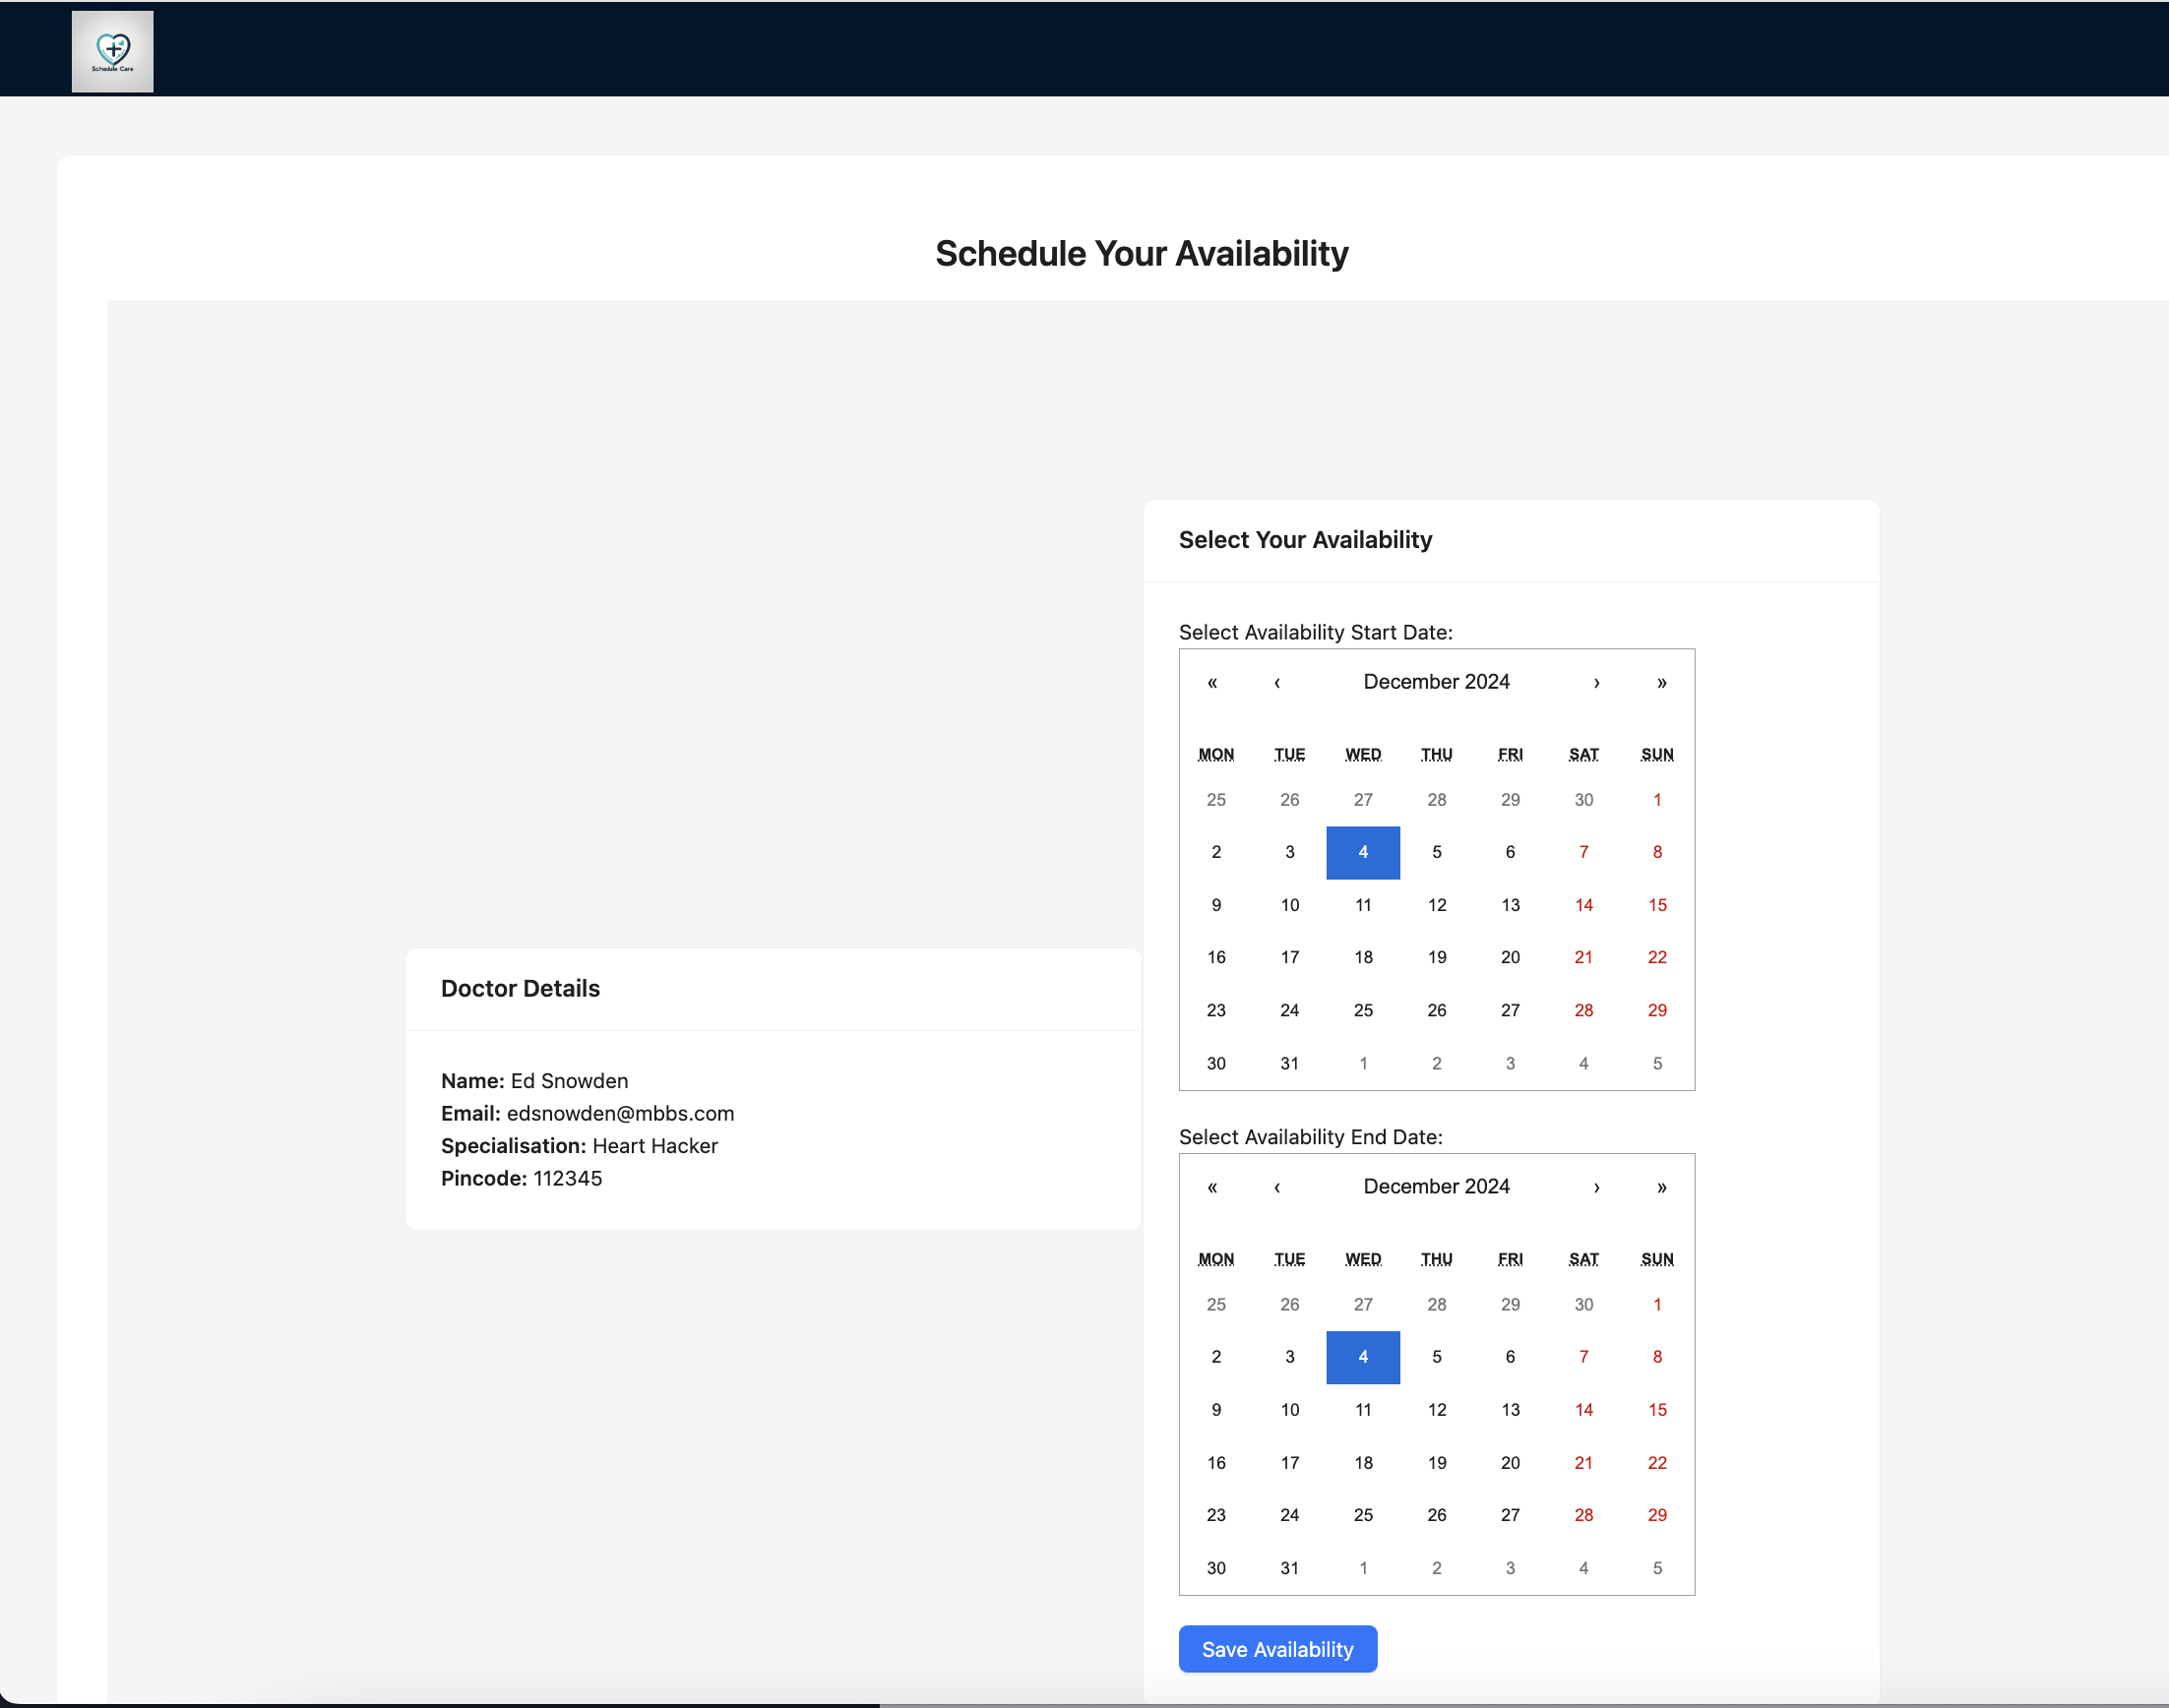 Schedule Care
Schedule Your Availability
Doctor Details
Name: Ed Snowden
Email: edsnowden@mbbs.com
Specialisation: Heart Hacker
Pincode: 112345
Select Your Availability
Select Availability Start Date:
« ‹ December 2024 › »
MON TUE WED THU FRI SAT SUN
25 26 27 28 29 30 1
2 3 4 5 6 7 8
9 10 11 12 13 14 15
16 17 18 19 20 21 22
23 24 25 26 27 28 29
30 31 1 2 3 4 5
Select Availability End Date:
« ‹ December 2024 › »
MON TUE WED THU FRI SAT SUN
25 26 27 28 29 30 1
2 3 4 5 6 7 8
9 10 11 12 13 14 15
16 17 18 19 20 21 22
23 24 25 26 27 28 29
30 31 1 2 3 4 5
Save Availability